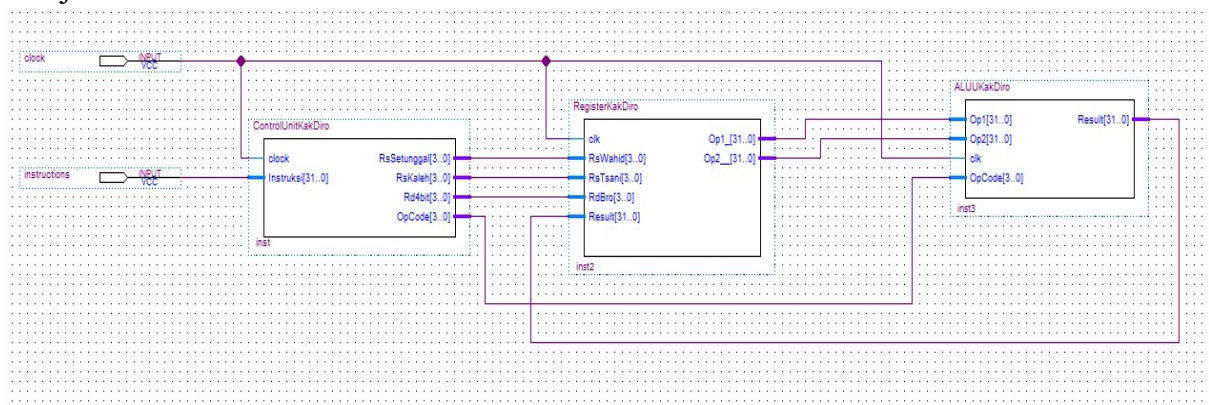 clock
INPUT
VCC
instructions
INPUT
VCC
ControlUnitKakDiro
clock
Instruksi[31..0]
RsSetunggal[3..0]
RsKaleh[3..0]
Rd4bit[3..0]
OpCode[3..0]
inst
RegisterKakDiro
clk
RsWahid[3..0]
RsTsani[3..0]
RdBro[3..0]
Result[31..0]
Op1_[31..0]
Op2__[31..0]
inst2
ALUUKakDiro
Op1[31..0]
Op2[31..0]
clk
OpCode[3..0]
Result[31..0]
inst3